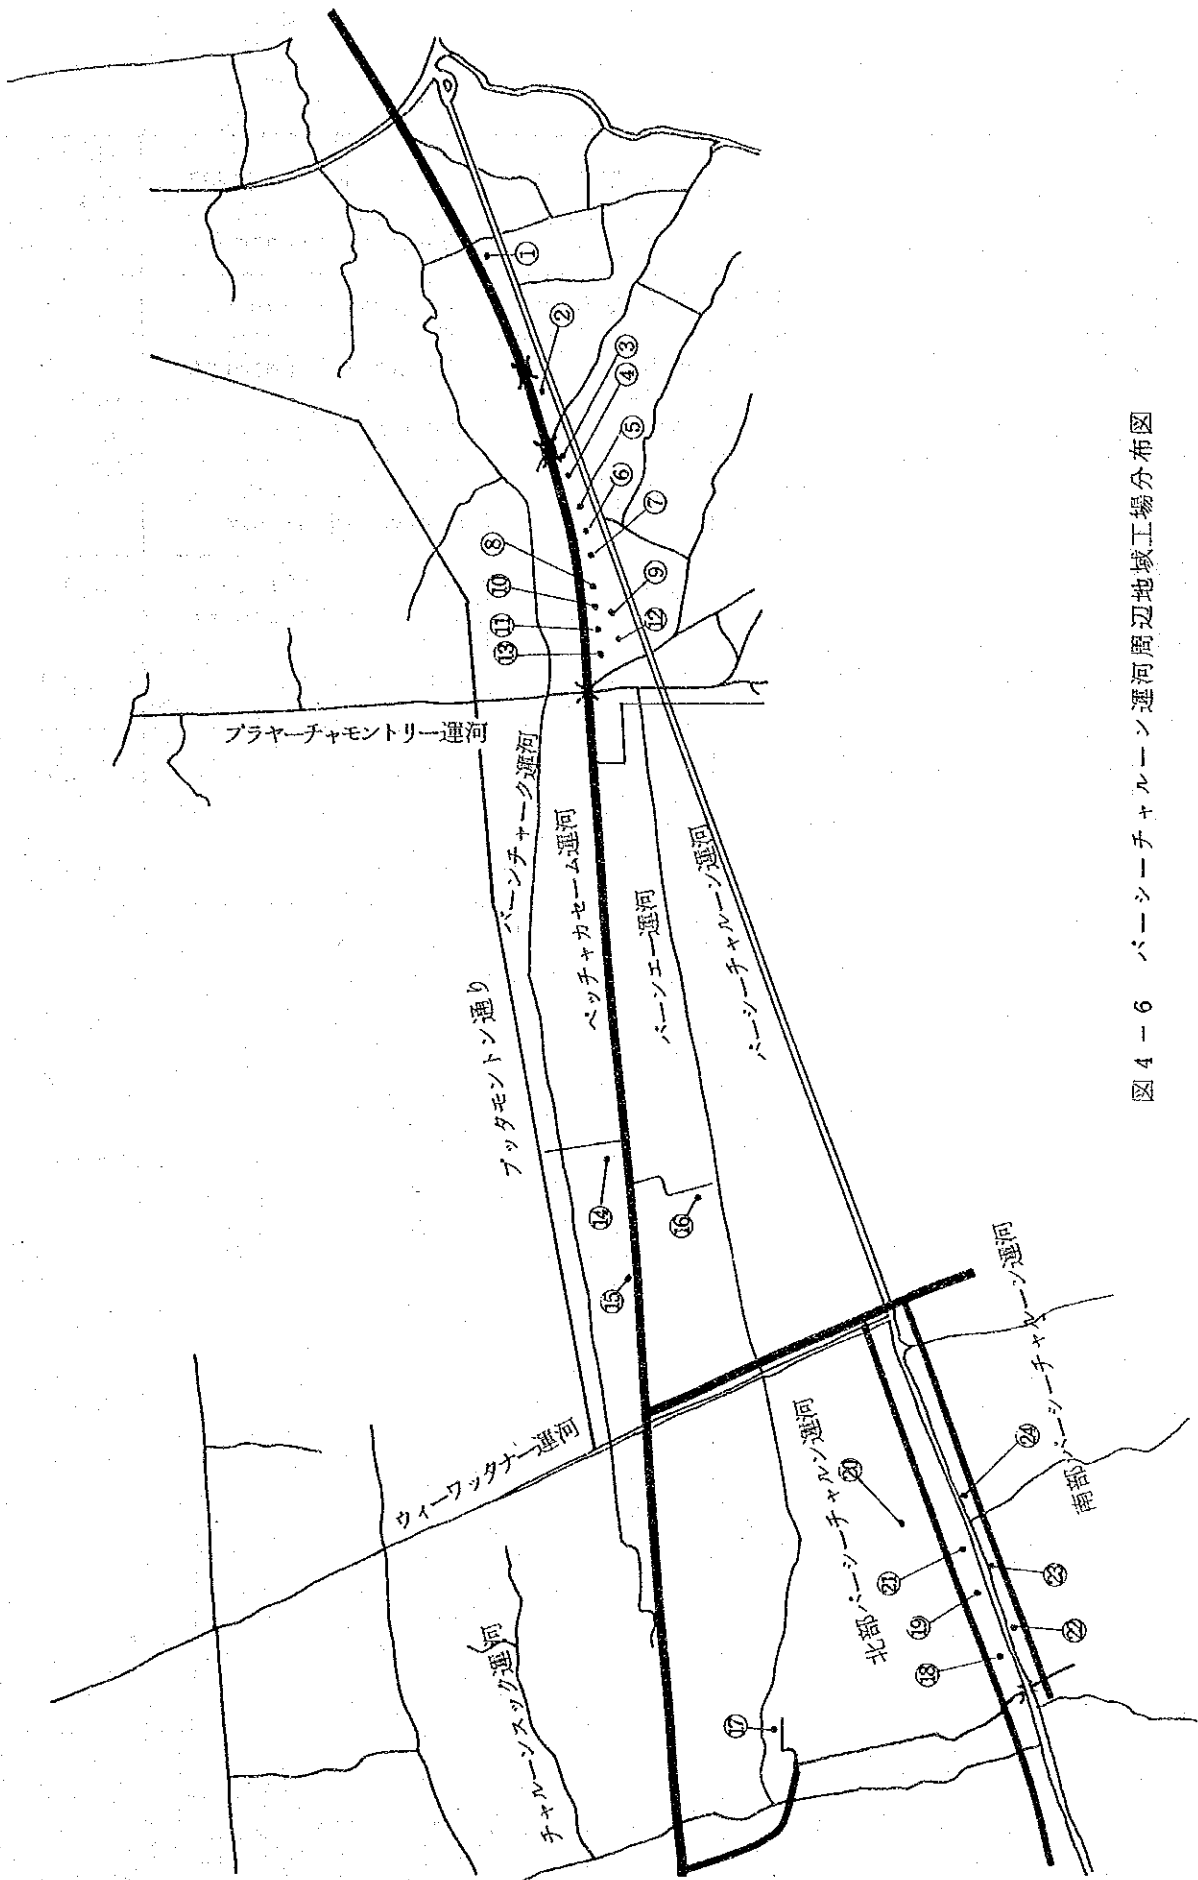 ①
②
③
④
⑤
⑥
⑦
⑧
⑨
⑩
⑪
⑫
⑬
プラヤーチャモントリー運河
バーンチャーク運河
ペッチャカセーム運河
バーンエー運河
パーシーチャルーン運河
プッタモントン通り
⑭
⑮
⑯
ウィーワッタナー運河
チャルーンスック運河
北部パーシーチャルン運河
南部パーシーチャルーン運河
⑰
⑱
⑲
⑳
㉑
㉒
㉓
㉔
図4-6 パーシーチャルーン運河周辺地域工場分布図